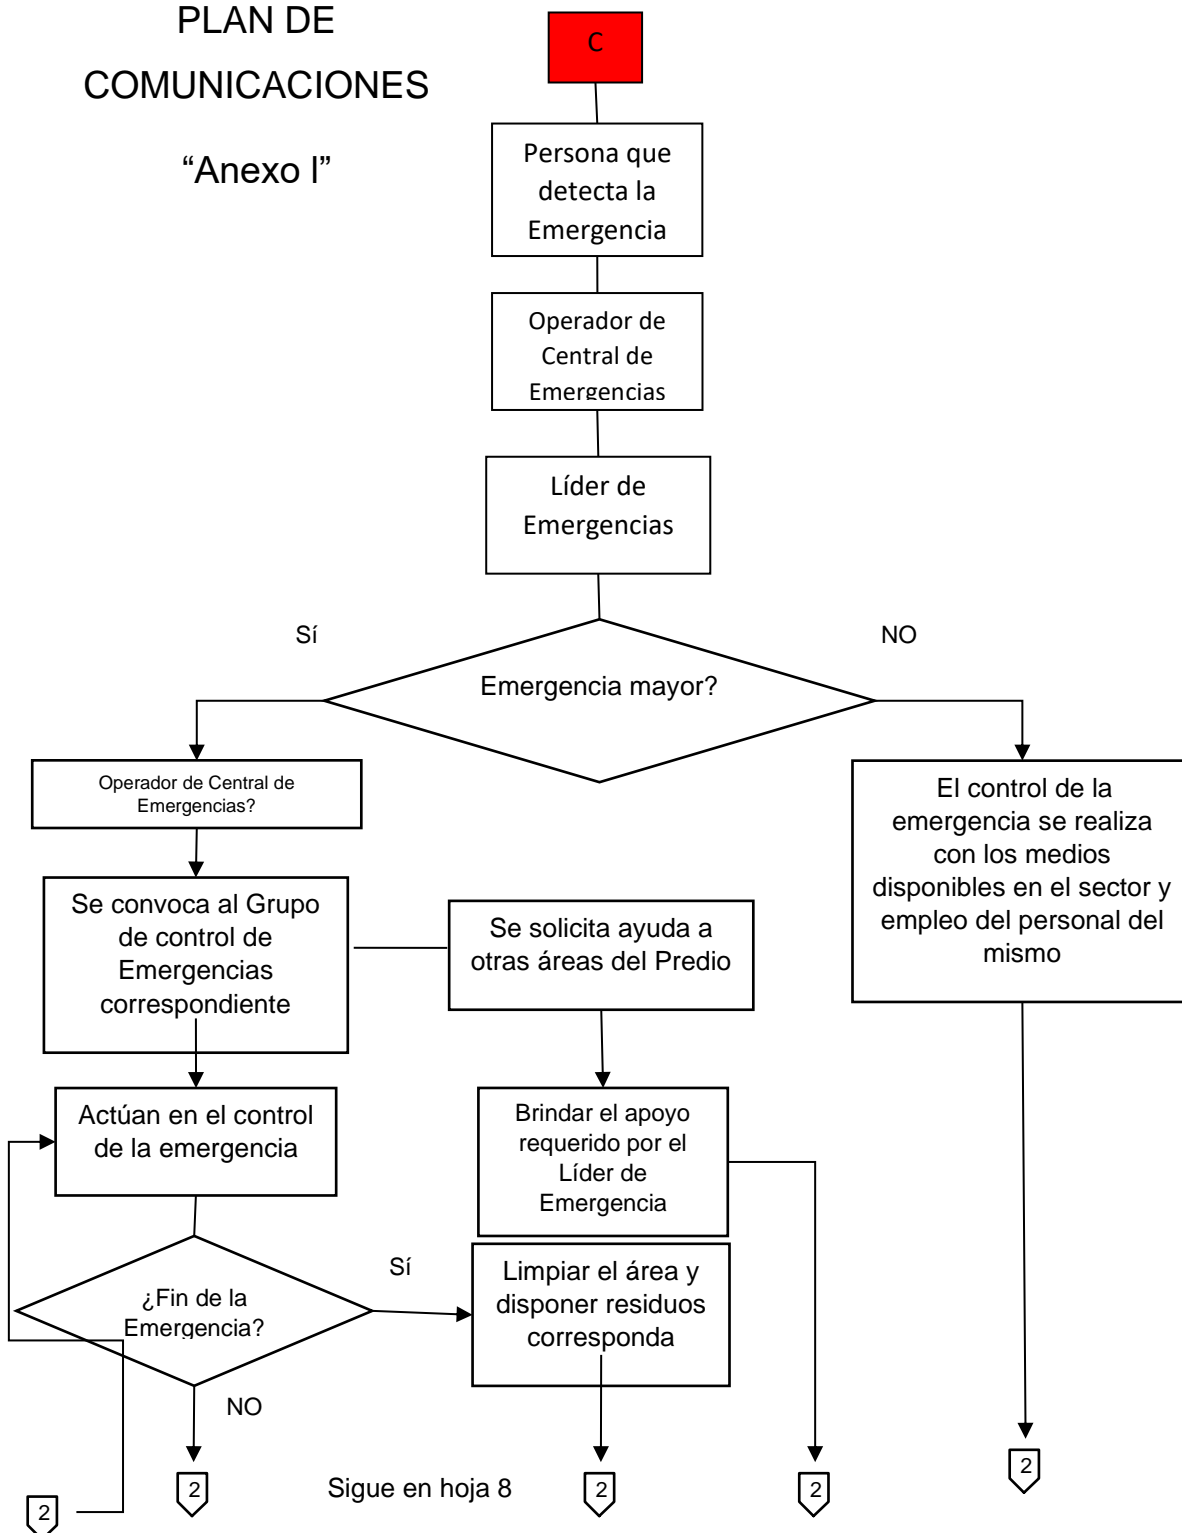 PLAN DE
COMUNICACIONES
“Anexo I”
C
Persona que
detecta la
Emergencia
Operador de
Central de
Emergencias
Líder de
Emergencias
Sí
NO
Emergencia mayor?
Operador de Central de
Emergencias?
El control de la
emergencia se realiza
con los medios
disponibles en el sector y
empleo del personal del
mismo
Se convoca al Grupo
de control de
Emergencias
correspondiente
Se solicita ayuda a
otras áreas del Predio
Actúan en el control
de la emergencia
Brindar el apoyo
requerido por el
Líder de
Emergencia
¿Fin de la
Emergencia?
Sí
Limpiar el área y
disponer residuos
corresponda
NO
2
Sigue en hoja 8
2
2
2
2